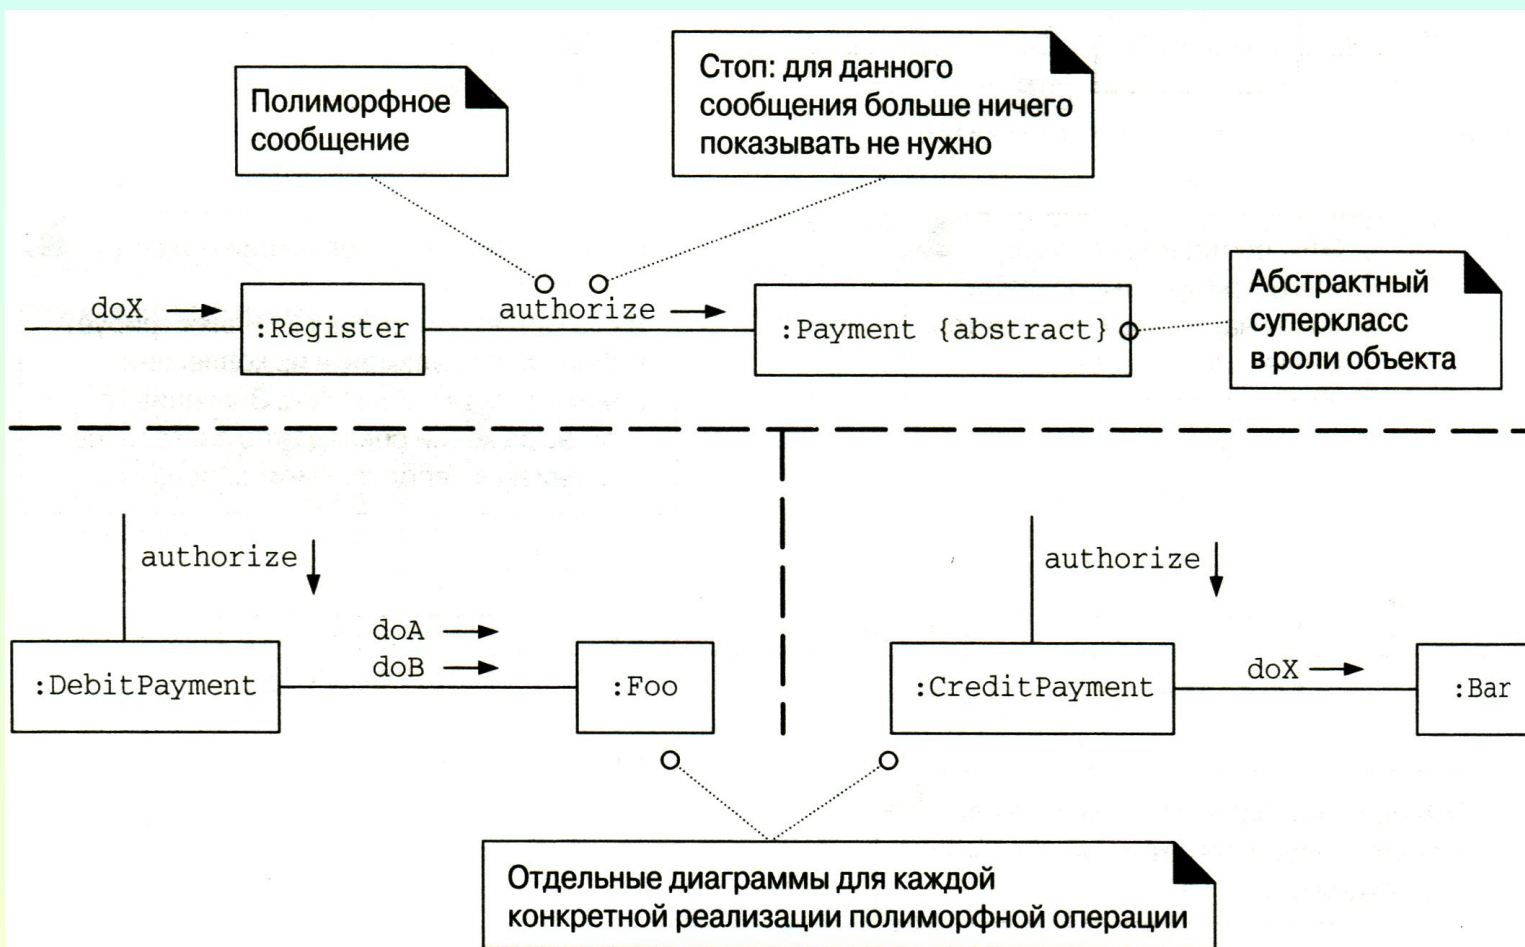 Полиморфное
сообщение
Стоп: для данного
сообщения больше ничего
показывать не нужно
doX
:Register
authorize
:Payment {abstract}
Абстрактный
суперкласс
в роли объекта
authorize
doA
doB
:DebitPayment
:Foo
authorize
doX
:CreditPayment
:Bar
Отдельные диаграммы для каждой
конкретной реализации полиморфной операции